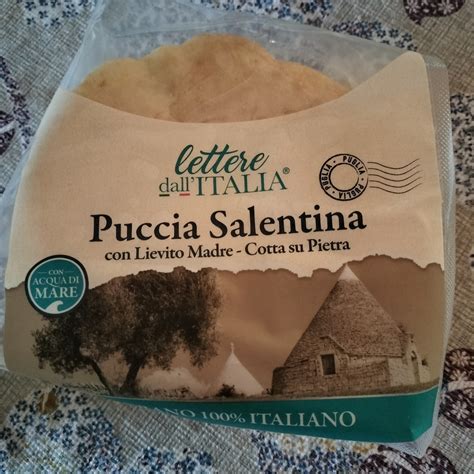 lettere
dall'ITALIA®
PUGLIA
PUGLIA
PUGLIA
Puccia Salentina
con Lievito Madre - Cotta su Pietra
CON
ACQUA DI
MARE
100% ITALIANO